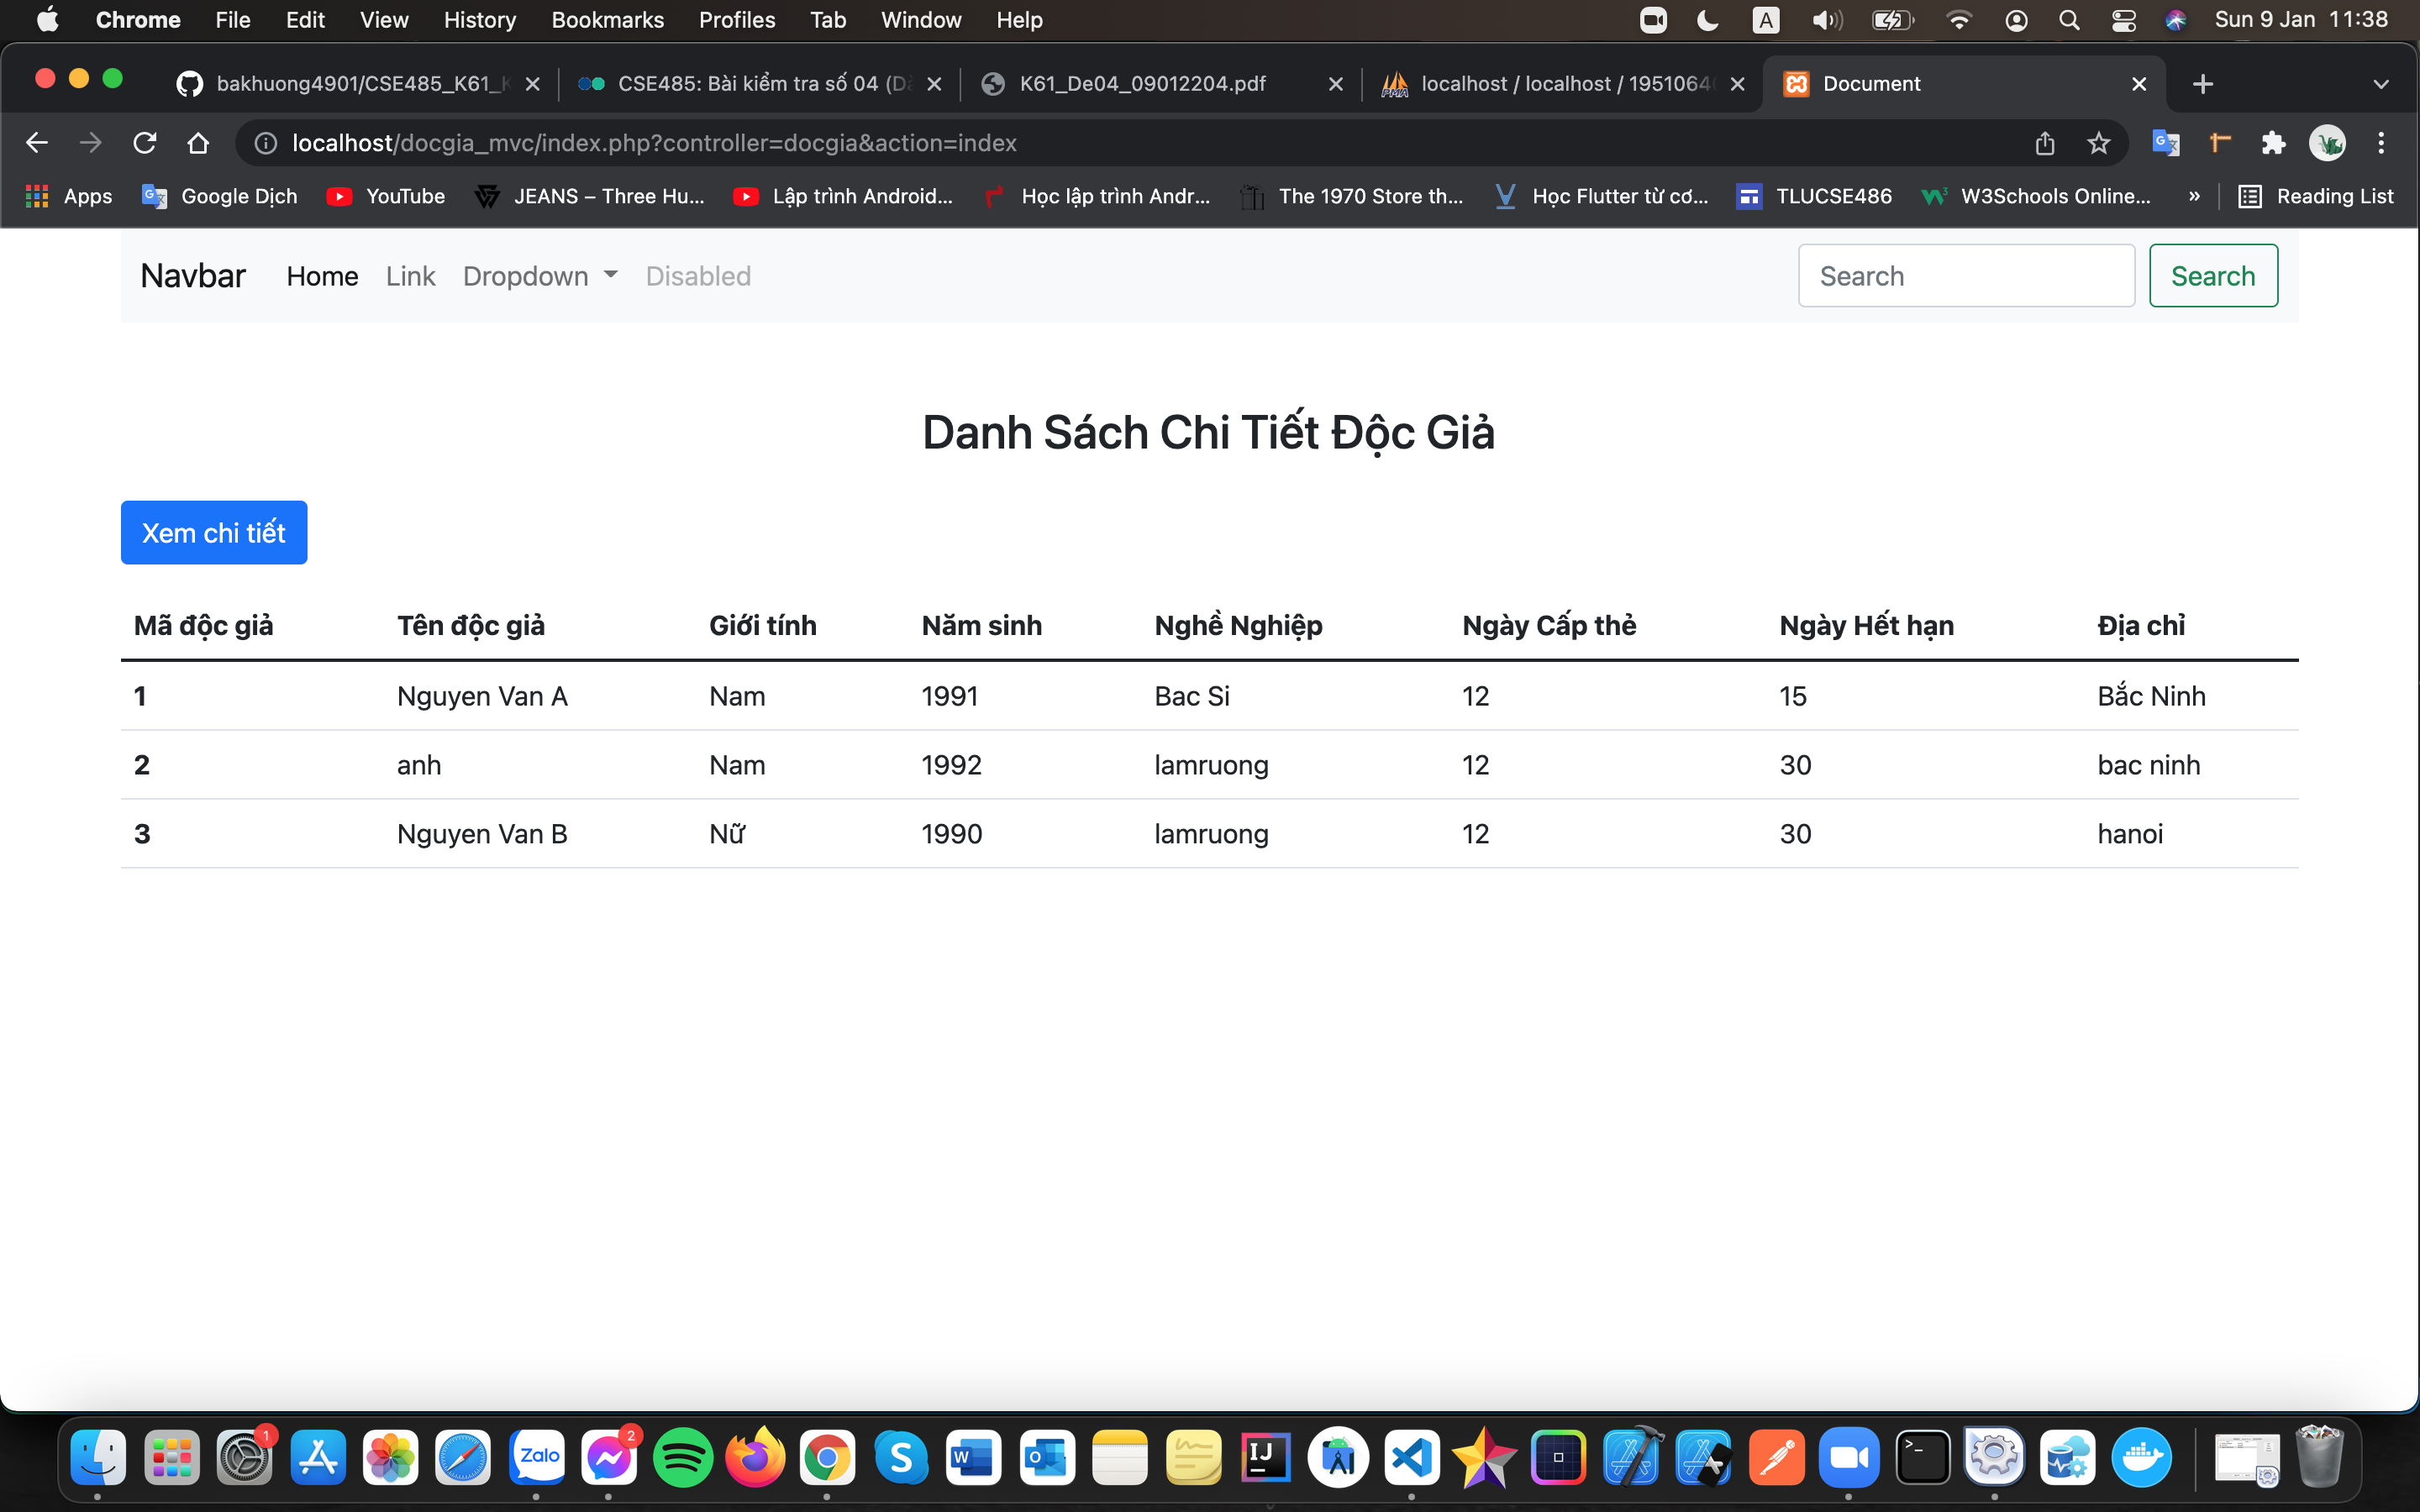 Chrome File Edit View History Bookmarks Profiles Tab Window Help A Sun 9 Jan 11:38
bakhuong4901/CSE485_K61_ CSE485: Bài kiểm tra số 04 ( K61_De04_09012204.pdf localhost / localhost / 1951064 Document
localhost/docgia_mvc/index.php?controller=docgia&action=index
Apps Google Dịch YouTube JEANS – Three Hu... Lập trình Android... Học lập trình Andr... The 1970 Store th... Học Flutter từ cơ... TLUCSE486 W3Schools Online... » Reading List
Navbar Home Link Dropdown Disabled Search Search
Danh Sách Chi Tiết Độc Giả
Xem chi tiết
Mã độc giả Tên độc giả Giới tính Năm sinh Nghề Nghiệp Ngày Cấp thẻ Ngày Hết hạn Địa chỉ
1 Nguyen Van A Nam 1991 Bac Si 12 15 Bắc Ninh
2 anh Nam 1992 lamruong 12 30 bac ninh
3 Nguyen Van B Nữ 1990 lamruong 12 30 hanoi
1 Zalo 2 IJ